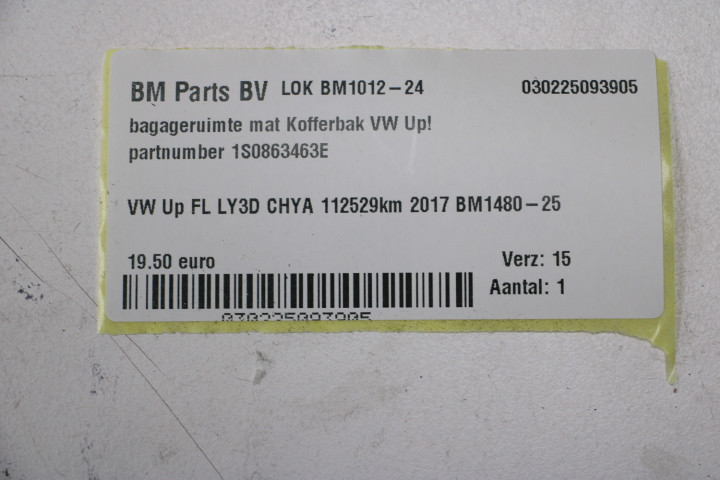 BM Parts BV LOK BM1012-24 030225093905
bagageruimte mat Kofferbak VW Up!
partnumber 1S0863463E
VW Up FL LY3D CHYA 112529km 2017 BM1480-25
19.50 euro Verz: 15
Aantal: 1
030225093905